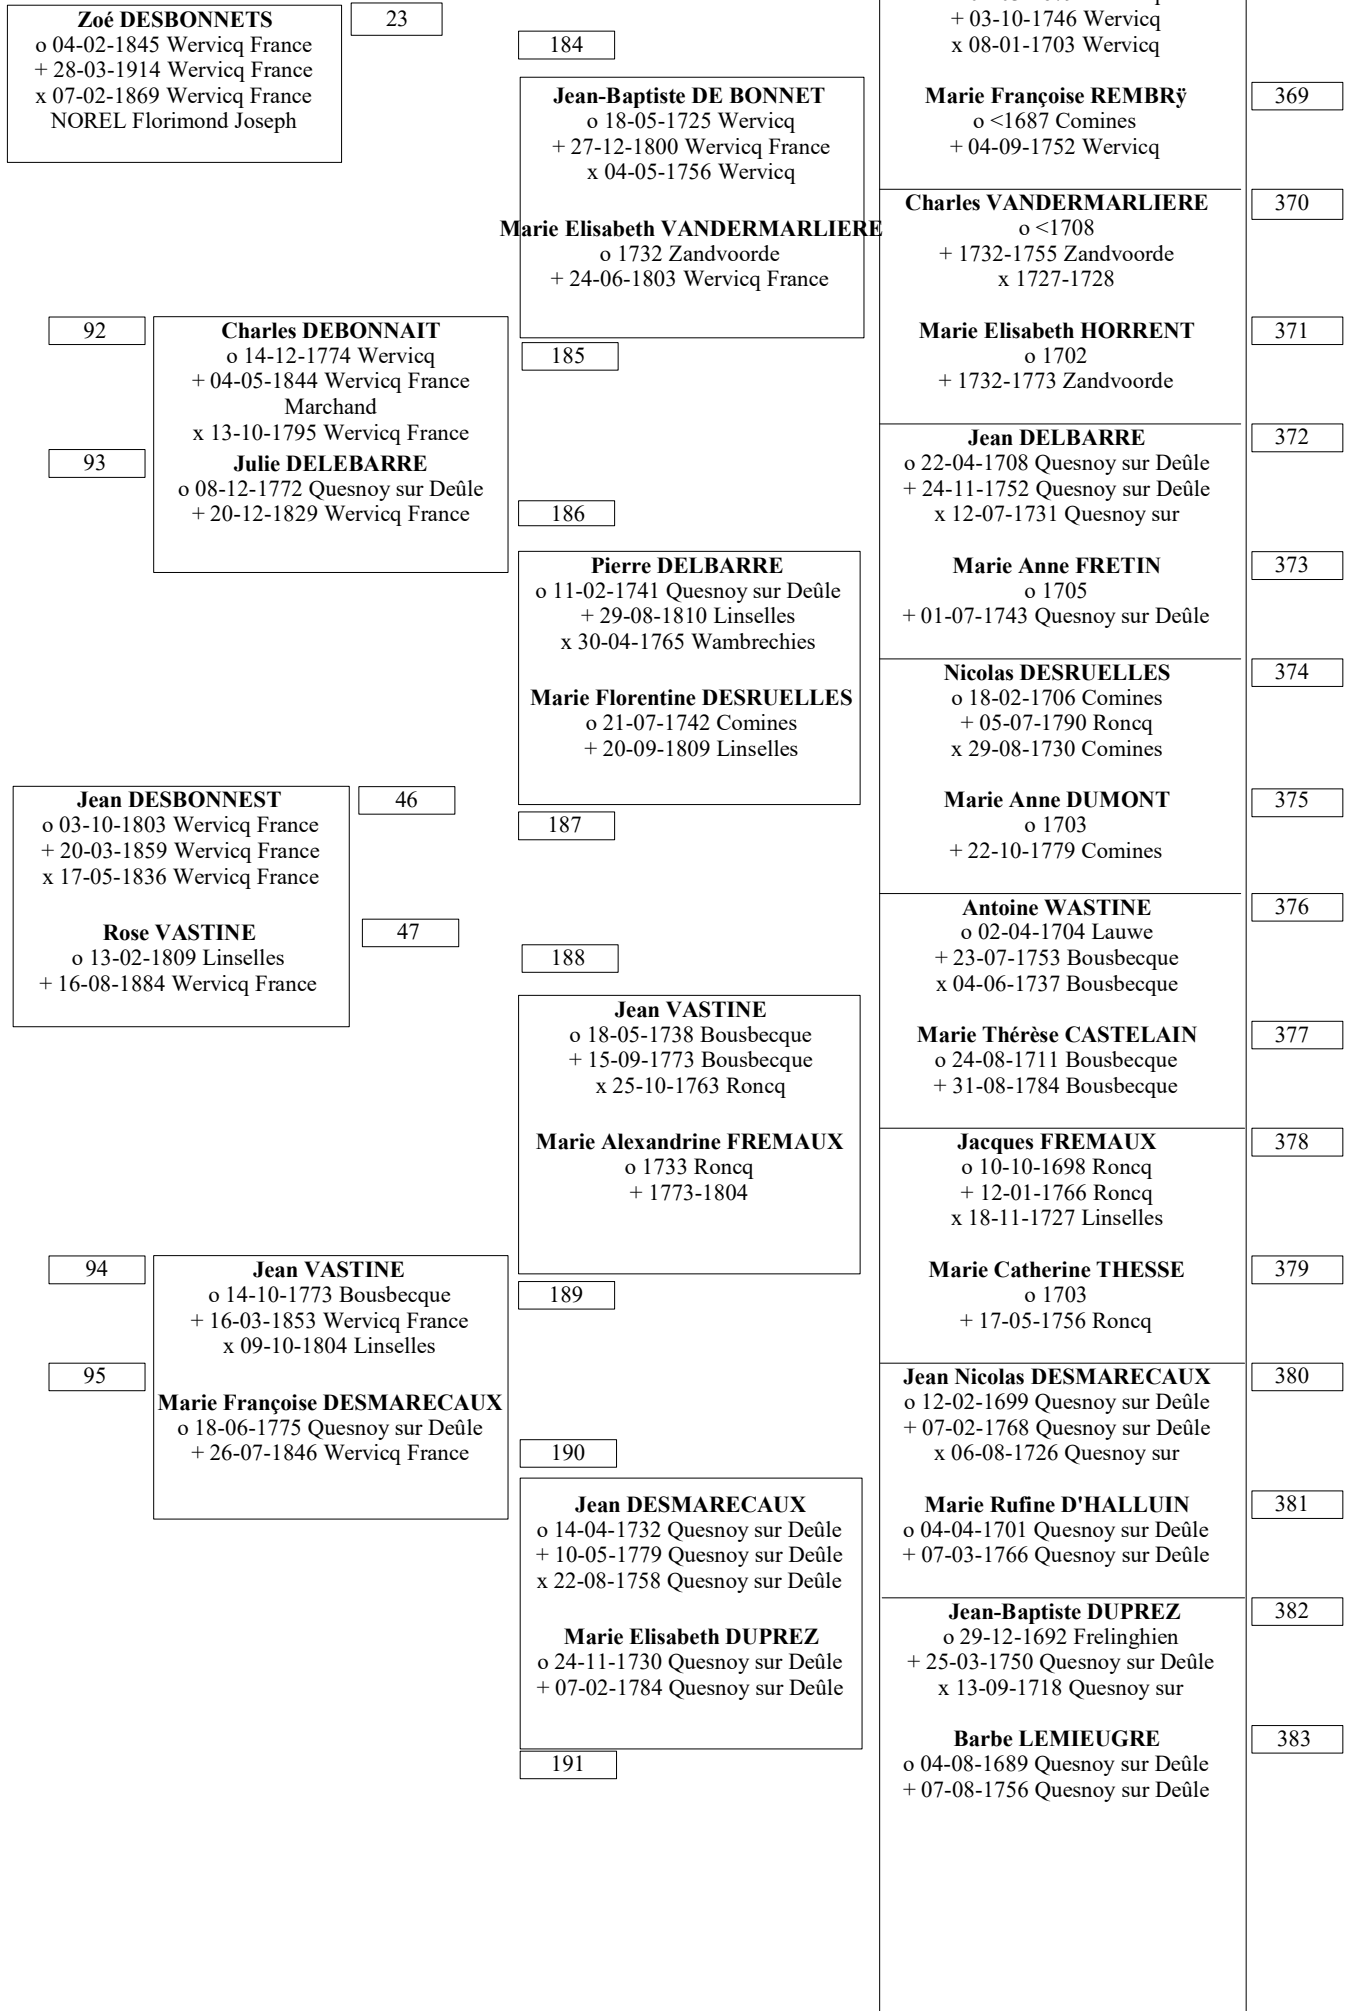 Zoé DESBONNETS
o 04-02-1845 Wervicq France
+ 28-03-1914 Wervicq France
x 07-02-1869 Wervicq France
NOREL Florimond Joseph
23
92
Charles DEBONNAIT
o 14-12-1774 Wervicq
+ 04-05-1844 Wervicq France
Marchand
x 13-10-1795 Wervicq France
93
Julie DELEBARRE
o 08-12-1772 Quesnoy sur Deûle
+ 20-12-1829 Wervicq France
Jean DESBONNEST
o 03-10-1803 Wervicq France
+ 20-03-1859 Wervicq France
x 17-05-1836 Wervicq France
46
Rose VASTINE
o 13-02-1809 Linselles
+ 16-08-1884 Wervicq France
47
94
Jean VASTINE
o 14-10-1773 Bousbecque
+ 16-03-1853 Wervicq France
x 09-10-1804 Linselles
95
Marie Françoise DESMARECAUX
o 18-06-1775 Quesnoy sur Deûle
+ 26-07-1846 Wervicq France
184
Jean-Baptiste DE BONNET
o 18-05-1725 Wervicq
+ 27-12-1800 Wervicq France
x 04-05-1756 Wervicq
Marie Elisabeth VANDERMARLIERE
o 1732 Zandvoorde
+ 24-06-1803 Wervicq France
185
186
Pierre DELBARRE
o 11-02-1741 Quesnoy sur Deûle
+ 29-08-1810 Linselles
x 30-04-1765 Wambrechies
Marie Florentine DESRUELLES
o 21-07-1742 Comines
+ 20-09-1809 Linselles
187
188
Jean VASTINE
o 18-05-1738 Bousbecque
+ 15-09-1773 Bousbecque
x 25-10-1763 Roncq
Marie Alexandrine FREMAUX
o 1733 Roncq
+ 1773-1804
189
190
Jean DESMARECAUX
o 14-04-1732 Quesnoy sur Deûle
+ 10-05-1779 Quesnoy sur Deûle
x 22-08-1758 Quesnoy sur Deûle
Marie Elisabeth DUPREZ
o 24-11-1730 Quesnoy sur Deûle
+ 07-02-1784 Quesnoy sur Deûle
191
+ 03-10-1746 Wervicq
x 08-01-1703 Wervicq
Marie Françoise REMBRÿ
o <1687 Comines
+ 04-09-1752 Wervicq
369
Charles VANDERMARLIERE
o <1708
+ 1732-1755 Zandvoorde
x 1727-1728
370
Marie Elisabeth HORRENT
o 1702
+ 1732-1773 Zandvoorde
371
Jean DELBARRE
o 22-04-1708 Quesnoy sur Deûle
+ 24-11-1752 Quesnoy sur Deûle
x 12-07-1731 Quesnoy sur
372
Marie Anne FRETIN
o 1705
+ 01-07-1743 Quesnoy sur Deûle
373
Nicolas DESRUELLES
o 18-02-1706 Comines
+ 05-07-1790 Roncq
x 29-08-1730 Comines
374
Marie Anne DUMONT
o 1703
+ 22-10-1779 Comines
375
Antoine WASTINE
o 02-04-1704 Lauwe
+ 23-07-1753 Bousbecque
x 04-06-1737 Bousbecque
376
Marie Thérèse CASTELAIN
o 24-08-1711 Bousbecque
+ 31-08-1784 Bousbecque
377
Jacques FREMAUX
o 10-10-1698 Roncq
+ 12-01-1766 Roncq
x 18-11-1727 Linselles
378
Marie Catherine THESSE
o 1703
+ 17-05-1756 Roncq
379
Jean Nicolas DESMARECAUX
o 12-02-1699 Quesnoy sur Deûle
+ 07-02-1768 Quesnoy sur Deûle
x 06-08-1726 Quesnoy sur
380
Marie Rufine D'HALLUIN
o 04-04-1701 Quesnoy sur Deûle
+ 07-03-1766 Quesnoy sur Deûle
381
Jean-Baptiste DUPREZ
o 29-12-1692 Frelinghien
+ 25-03-1750 Quesnoy sur Deûle
x 13-09-1718 Quesnoy sur
382
Barbe LEMIEUGRE
o 04-08-1689 Quesnoy sur Deûle
+ 07-08-1756 Quesnoy sur Deûle
383